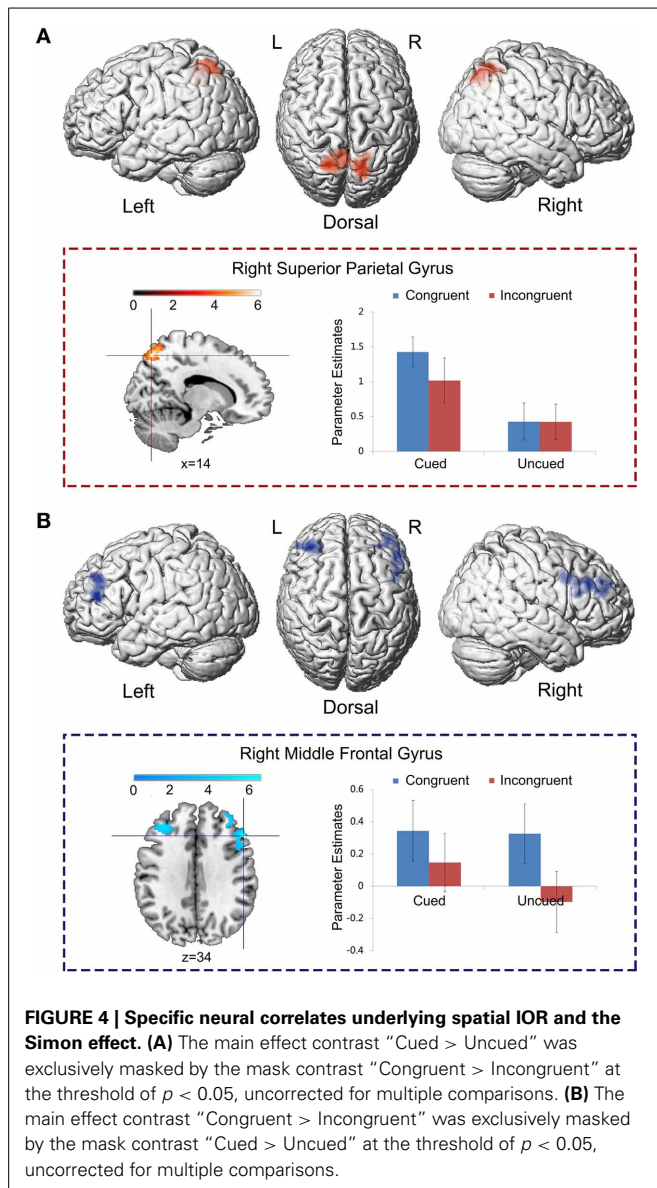 A
L R
Left
Dorsal
Right
Right Superior Parietal Gyrus
0 2 4 6
x=14
Congruent Incongruent
Parameter Estimates
2
1.5
1
0.5
0
Cued Uncued
B
L R
Left
Dorsal
Right
Right Middle Frontal Gyrus
0 2 4 6
z=34
Congruent Incongruent
Parameter Estimates
0.6
0.4
0.2
0
-0.2
-0.4
Cued Uncued
FIGURE 4 | Specific neural correlates underlying spatial IOR and the
Simon effect. (A) The main effect contrast “Cued > Uncued” was
exclusively masked by the mask contrast “Congruent > Incongruent” at
the threshold of p < 0.05, uncorrected for multiple comparisons. (B) The
main effect contrast “Congruent > Incongruent” was exclusively masked
by the mask contrast “Cued > Uncued” at the threshold of p < 0.05,
uncorrected for multiple comparisons.